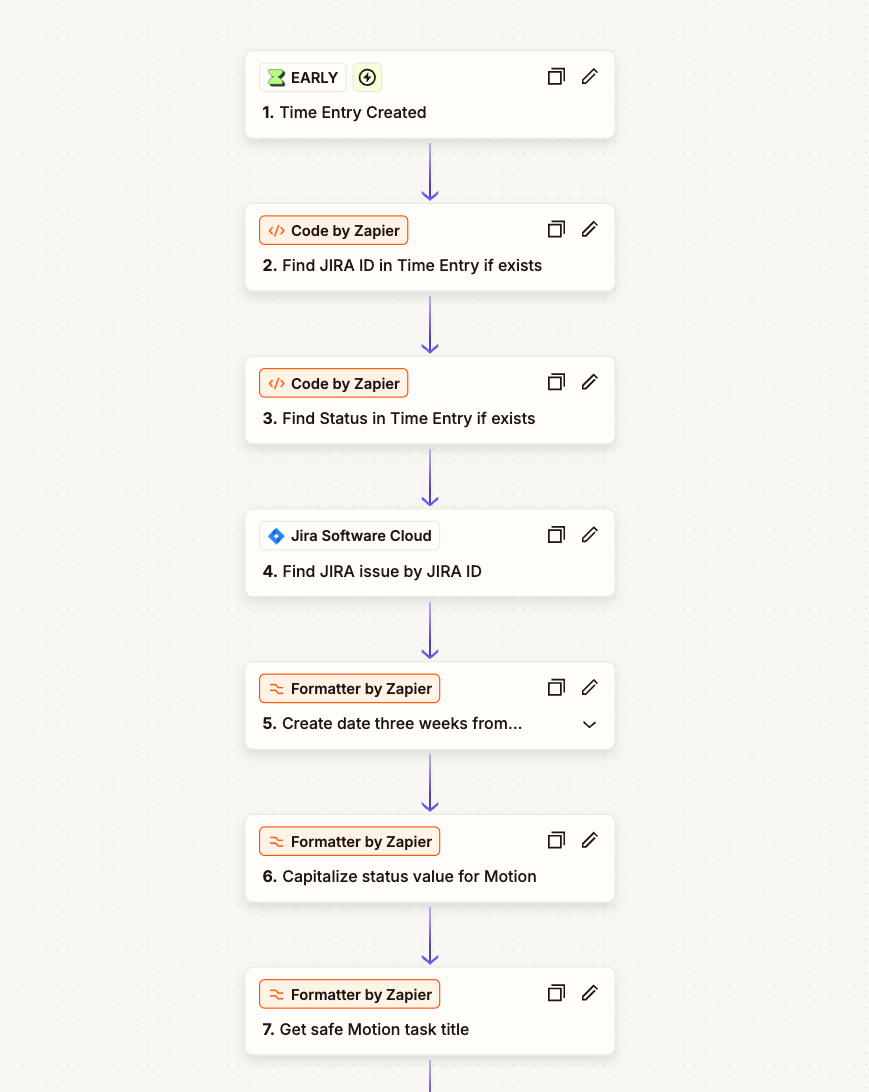 EARLY
1. Time Entry Created
Code by Zapier
2. Find JIRA ID in Time Entry if exists
Code by Zapier
3. Find Status in Time Entry if exists
Jira Software Cloud
4. Find JIRA issue by JIRA ID
Formatter by Zapier
5. Create date three weeks from...
Formatter by Zapier
6. Capitalize status value for Motion
Formatter by Zapier
7. Get safe Motion task title